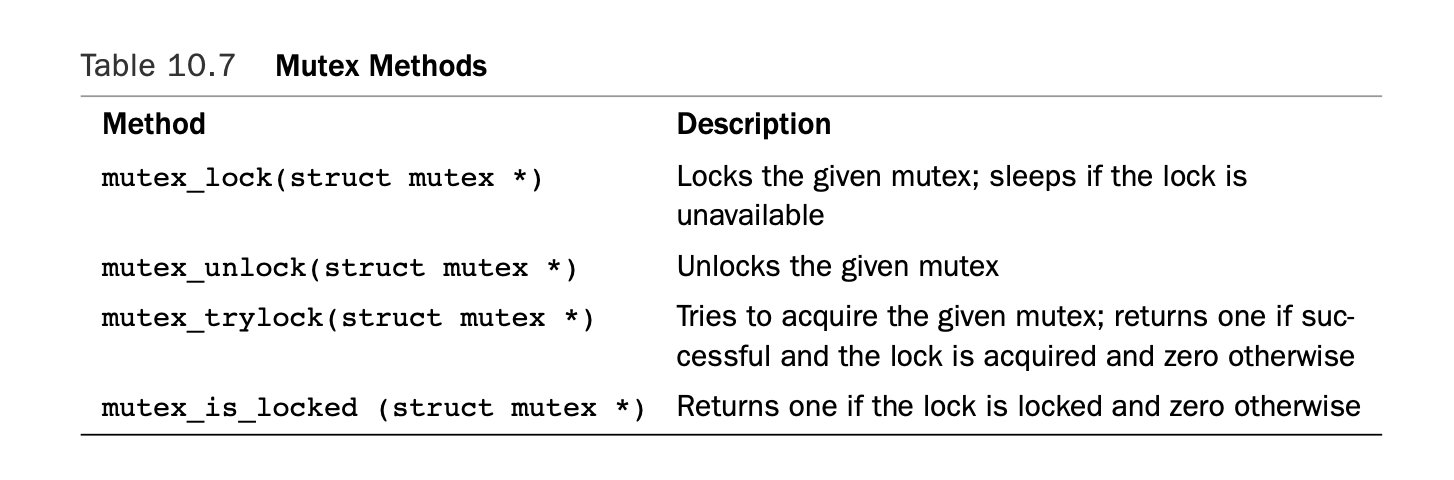 Table 10.7 Mutex Methods
Method Description
mutex_lock(struct mutex *) Locks the given mutex; sleeps if the lock is
unavailable
mutex_unlock(struct mutex *) Unlocks the given mutex
mutex_trylock(struct mutex *) Tries to acquire the given mutex; returns one if suc-
cessful and the lock is acquired and zero otherwise
mutex_is_locked (struct mutex *) Returns one if the lock is locked and zero otherwise